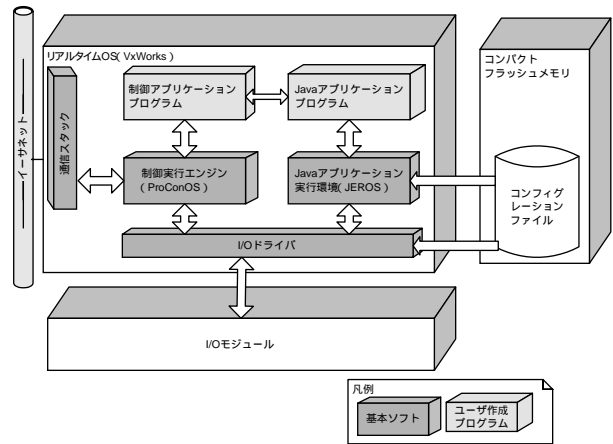 リアルタイムOS(VxWorks)
イーサネット
通信スタック
制御アプリケーション
プログラム
Javaアプリケーション
プログラム
制御実行エンジン
(ProConOS)
Javaアプリケーション
実行環境(JEROS)
I/Oドライバ
I/Oモジュール
コンパクト
フラッシュメモリ
コンフィグ
レーション
ファイル
凡例
基本ソフト
ユーザ作成
プログラム